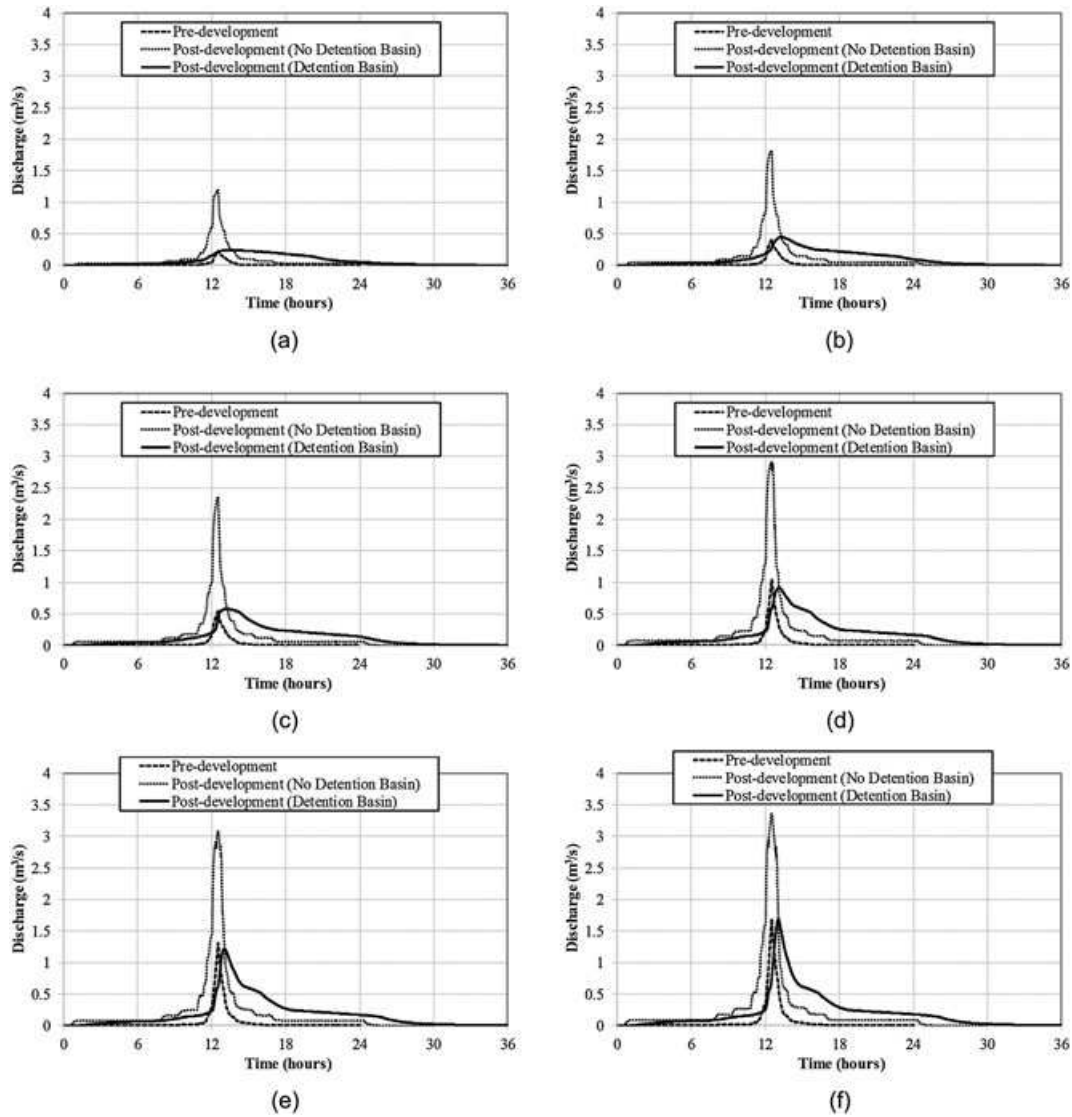 4
3.5
3
2.5
2
1.5
1
0.5
0
Discharge (m³/s)
Pre-development
Post-development (No Detention Basin)
Post-development (Detention Basin)
0 6 12 18 24 30 36
Time (hours)
(a)
4
3.5
3
2.5
2
1.5
1
0.5
0
Discharge (m³/s)
Pre-development
Post-development (No Detention Basin)
Post-development (Detention Basin)
0 6 12 18 24 30 36
Time (hours)
(b)
4
3.5
3
2.5
2
1.5
1
0.5
0
Discharge (m³/s)
Pre-development
Post-development (No Detention Basin)
Post-development (Detention Basin)
0 6 12 18 24 30 36
Time (hours)
(c)
4
3.5
3
2.5
2
1.5
1
0.5
0
Discharge (m³/s)
Pre-development
Post-development (No Detention Basin)
Post-development (Detention Basin)
0 6 12 18 24 30 36
Time (hours)
(d)
4
3.5
3
2.5
2
1.5
1
0.5
0
Discharge (m³/s)
Pre-development
Post-development (No Detention Basin)
Post-development (Detention Basin)
0 6 12 18 24 30 36
Time (hours)
(e)
4
3.5
3
2.5
2
1.5
1
0.5
0
Discharge (m³/s)
Pre-development
Post-development (No Detention Basin)
Post-development (Detention Basin)
0 6 12 18 24 30 36
Time (hours)
(f)